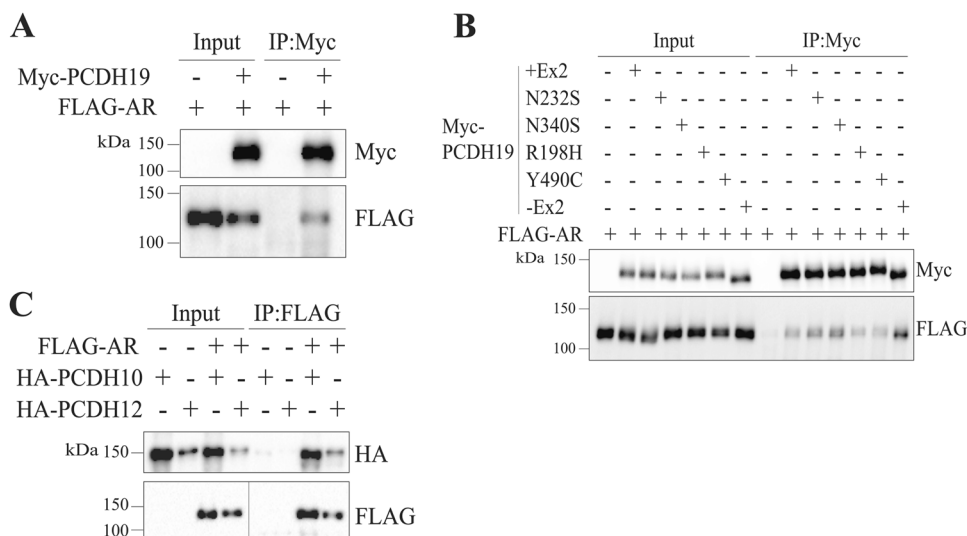 A
Input IP:Myc
Myc-PCDH19 - + - +
FLAG-AR + + + +
kDa 150
100
Myc
150
100
FLAG
B
Input IP:Myc
Myc-PCDH19
+Ex2 - + - - - - - - + - - - - -
N232S - - + - - - - - - + - - - -
N340S - - - + - - - - - - + - - -
R198H - - - - + - - - - - - + - -
Y490C - - - - - + - - - - - - + -
-Ex2 - - - - - - + - - - - - - +
FLAG-AR + + + + + + + + + + + + + +
kDa 150
Myc
150
100
FLAG
C
Input IP:FLAG
FLAG-AR - - + + - - + +
HA-PCDH10 + - + - + - + -
HA-PCDH12 - + - + - + - +
kDa 150
HA
150
100
FLAG